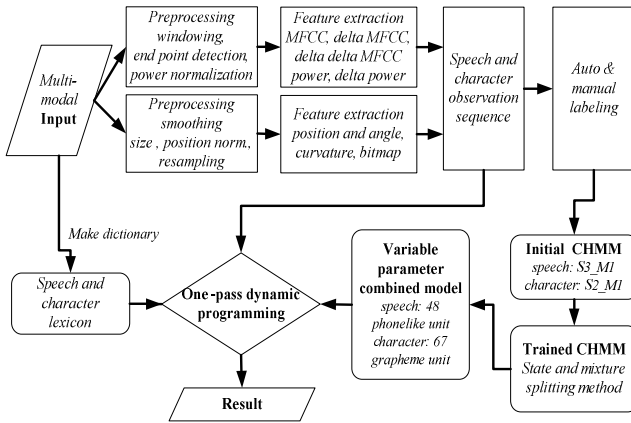 Multi-
modal
Input
Preprocessing
windowing,
end point detection,
power normalization
Feature extraction
MFCC, delta MFCC,
delta delta MFCC
power, delta power
Preprocessing
smoothing
size , position norm.,
resampling
Feature extraction
position and angle,
curvature, bitmap
Speech and
character
observation
sequence
Auto &
manual
labeling
Make dictionary
Speech and
character
lexicon
One-pass dynamic
programming
Result
Variable
parameter
combined model
speech: 48
phonelike unit
character: 67
grapheme unit
Initial CHMM
speech: S3_M1
character: S2_M1
Trained CHMM
State and mixture
splitting method